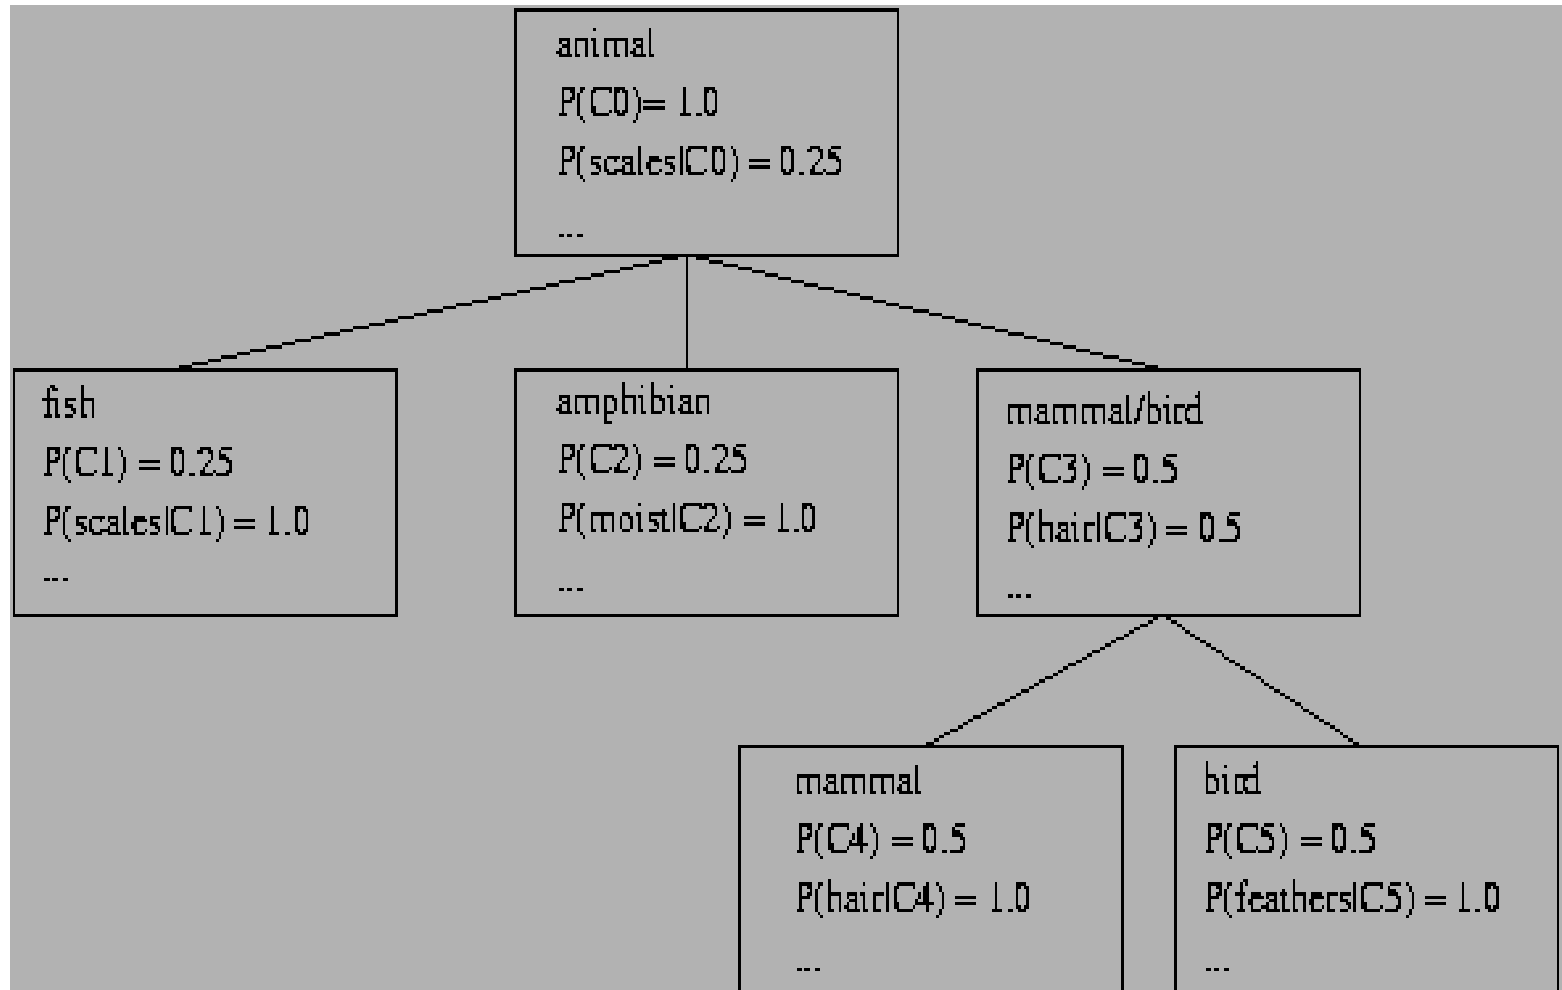 animal
P(C0)= 1.0
P(scales|C0) = 0.25
...
fish
P(C1) = 0.25
P(scales|C1) = 1.0
...
amphibian
P(C2) = 0.25
P(moist|C2) = 1.0
...
mammal/bird
P(C3) = 0.5
P(hair|C3) = 0.5
...
mammal
P(C4) = 0.5
P(hair|C4) = 1.0
...
bird
P(C5) = 0.5
P(feathers|C5) = 1.0
...